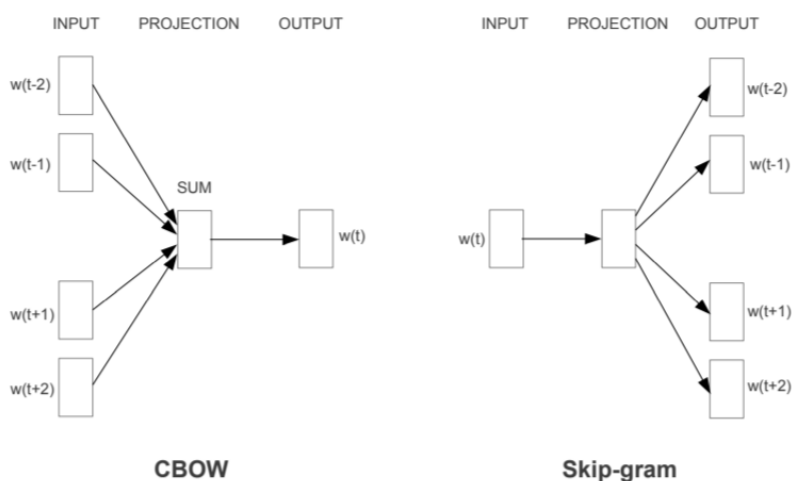 INPUT PROJECTION OUTPUT
w(t-2)
w(t-1)
SUM
w(t)
w(t+1)
w(t+2)
CBOW
INPUT PROJECTION OUTPUT
w(t-2)
w(t-1)
w(t)
w(t+1)
w(t+2)
Skip-gram